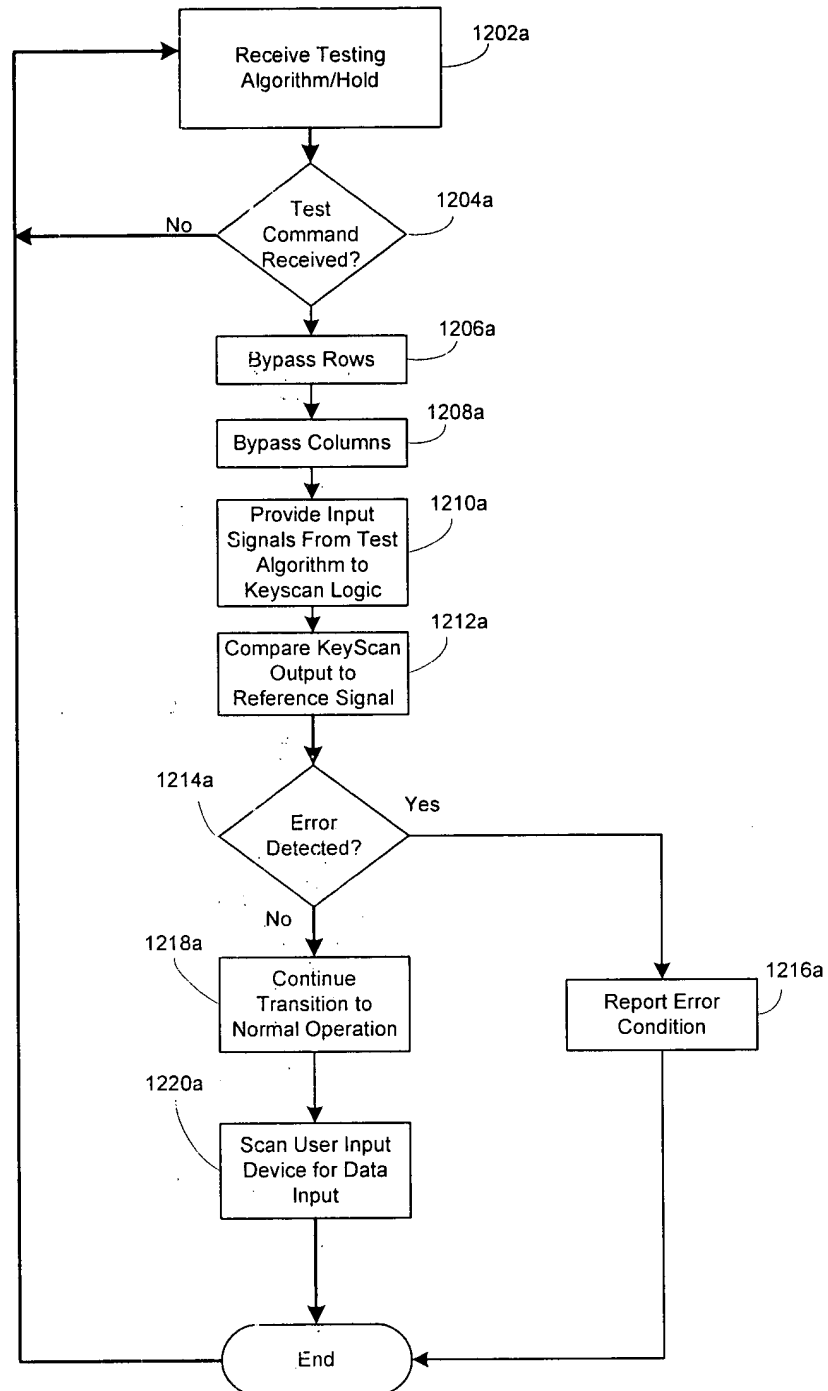 Receive Testing
Algorithm/Hold
1202a
Test
Command
Received?
1204a
No
Bypass Rows
1206a
Bypass Columns
1208a
Provide Input
Signals From Test
Algorithm to
Keyscan Logic
1210a
Compare KeyScan
Output to
Reference Signal
1212a
1214a
Error
Detected?
Yes
No
1218a
Continue
Transition to
Normal Operation
Report Error
Condition
1216a
1220a
Scan User Input
Device for Data
Input
End